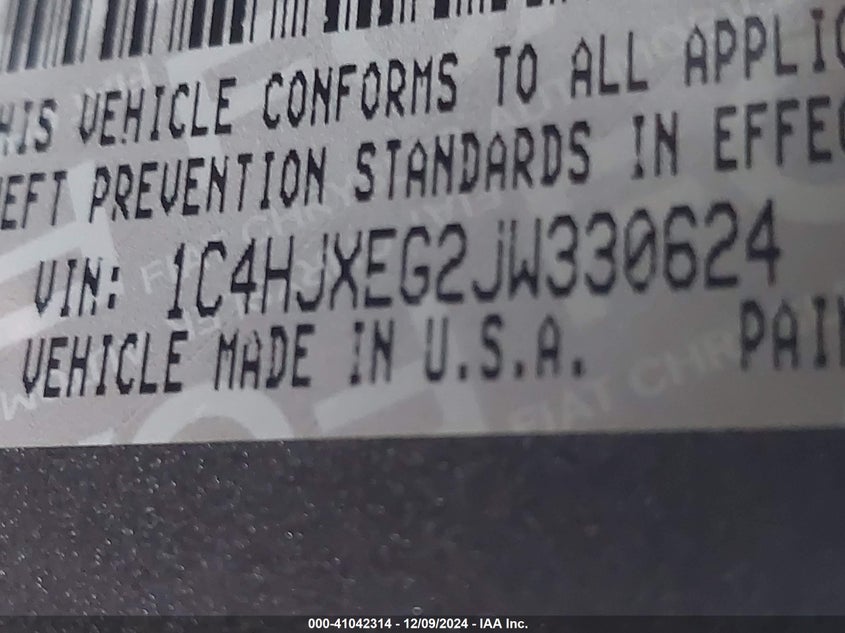 HIS VEHICLE CONFORMS TO ALL APPLIC
EFT PREVENTION STANDARDS IN EFFEC
VIN: 1C4HJXEG2JW330624
VEHICLE MADE IN U.S.A. PAI
000-41042314 - 12/09/2024 - IAA Inc.